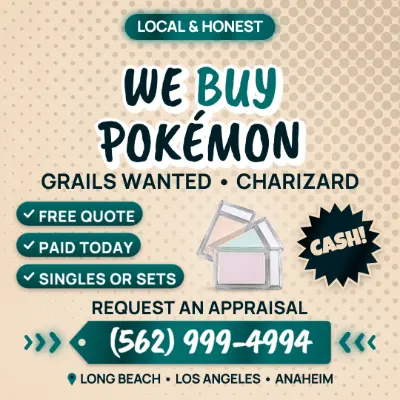 LOCAL & HONEST
WE BUY
POKÉMON
GRAILS WANTED • CHARIZARD
FREE QUOTE
PAID TODAY
SINGLES OR SETS
CASH!
REQUEST AN APPRAISAL
(562) 999-4994
LONG BEACH • LOS ANGELES • ANAHEIM